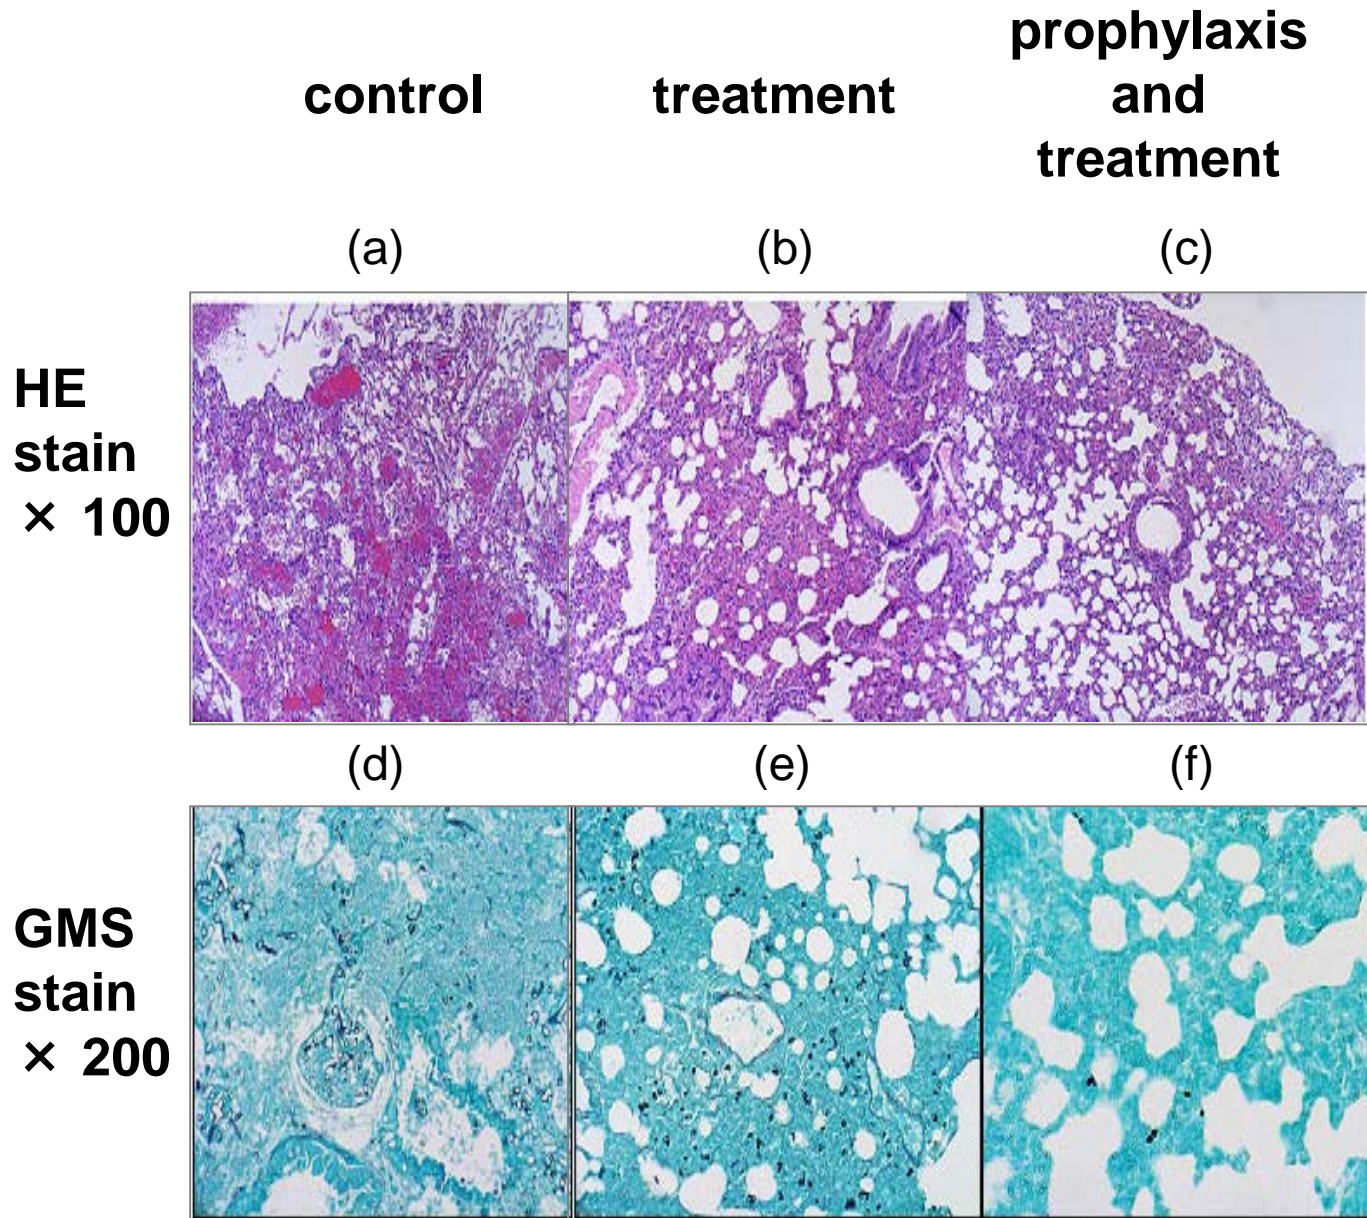 prophylaxis
control treatment and
treatment
(a) (b) (c)
HE
stain
× 100
(d) (e) (f)
GMS
stain
× 200